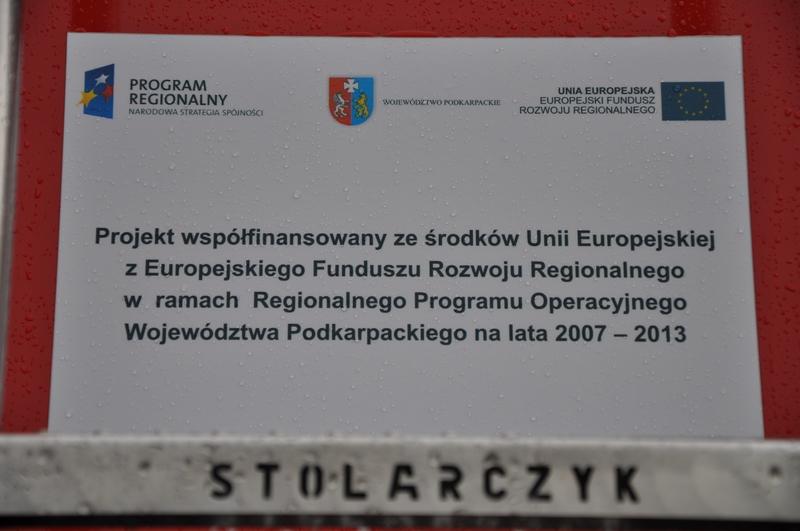 PROGRAM
REGIONALNY
NARODOWA STRATEGIA SPÓJNOŚCI
WOJEWÓDZTWO PODKARPACKIE
UNIA EUROPEJSKA
EUROPEJSKI FUNDUSZ
ROZWOJU REGIONALNEGO
Projekt współfinansowany ze środków Unii Europejskiej
z Europejskiego Funduszu Rozwoju Regionalnego
w ramach Regionalnego Programu Operacyjnego
Województwa Podkarpackiego na lata 2007 – 2013
STOLARCZYK